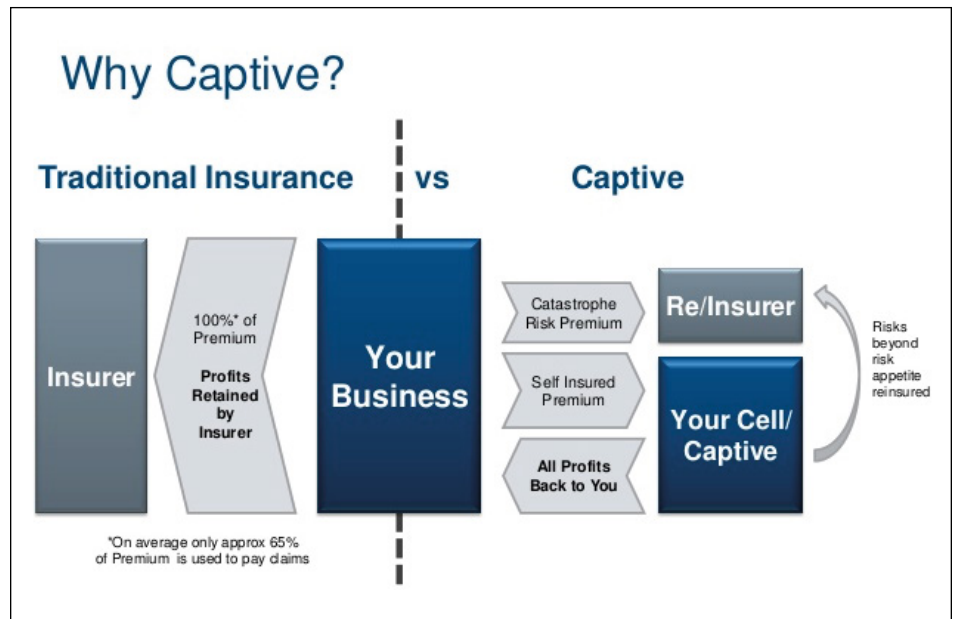 Why Captive?
Traditional Insurance
vs
Captive
Insurer
100%* of
Premium
Profits
Retained
by
Insurer
Your
Business
Catastrophe
Risk Premium
Self Insured
Premium
All Profits
Back to You
Re/Insurer
Your Cell/
Captive
Risks
beyond
risk
appetite
reinsured
*On average only approx 65%
of Premium is used to pay claims